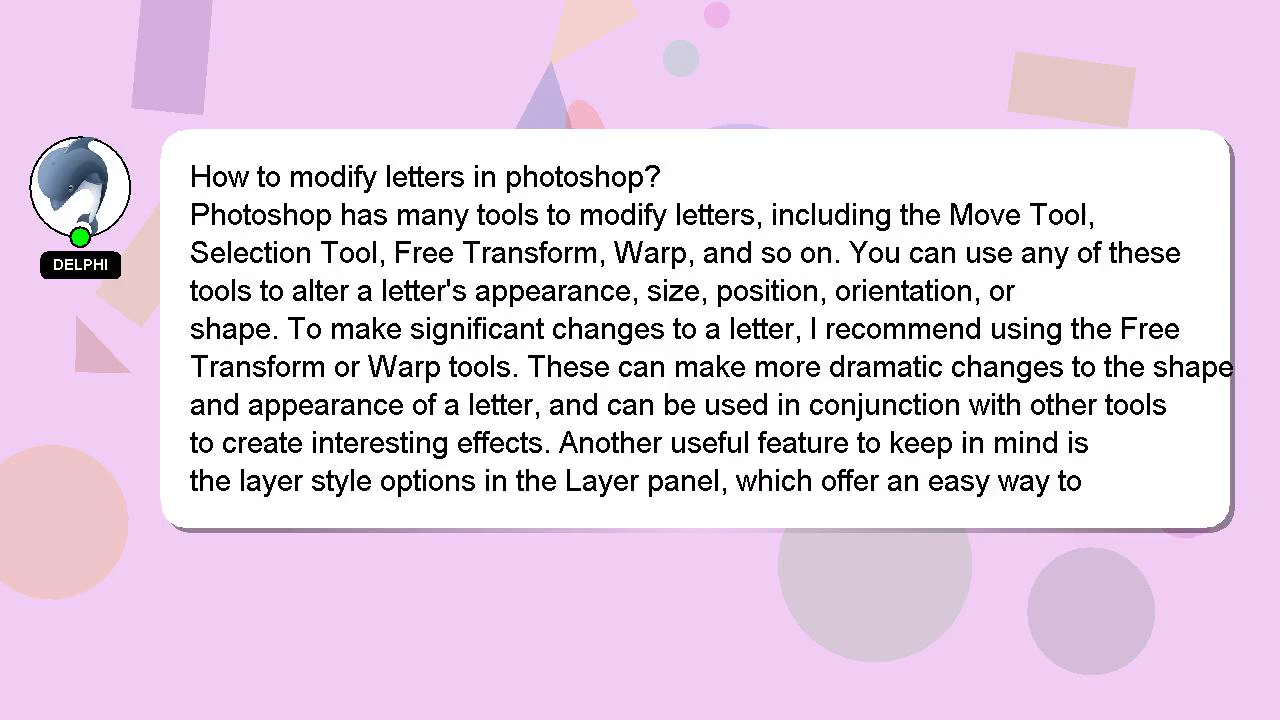 How to modify letters in photoshop?
Photoshop has many tools to modify letters, including the Move Tool,
Selection Tool, Free Transform, Warp, and so on. You can use any of these
tools to alter a letter's appearance, size, position, orientation, or
shape. To make significant changes to a letter, I recommend using the Free
Transform or Warp tools. These can make more dramatic changes to the shape
and appearance of a letter, and can be used in conjunction with other tools
to create interesting effects. Another useful feature to keep in mind is
the layer style options in the Layer panel, which offer an easy way to
DELPHI